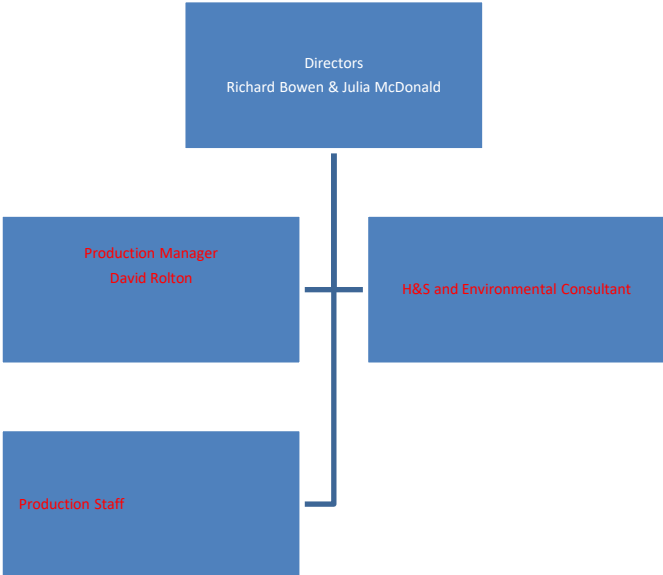 Directors
Richard Bowen & Julia McDonald
Production Manager
David Rolton
H&S and Environmental Consultant
Production Staff